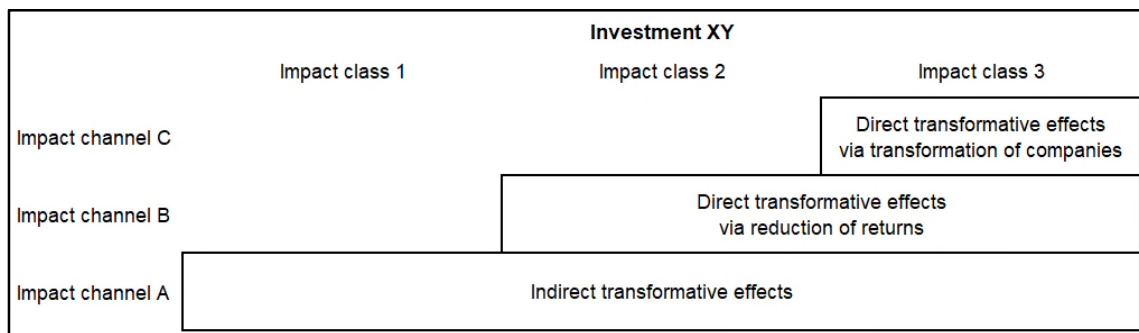 Investment XY
Impact class 1
Impact class 2
Impact class 3
Impact channel C
Direct transformative effects
via transformation of companies
Impact channel B
Direct transformative effects
via reduction of returns
Impact channel A
Indirect transformative effects